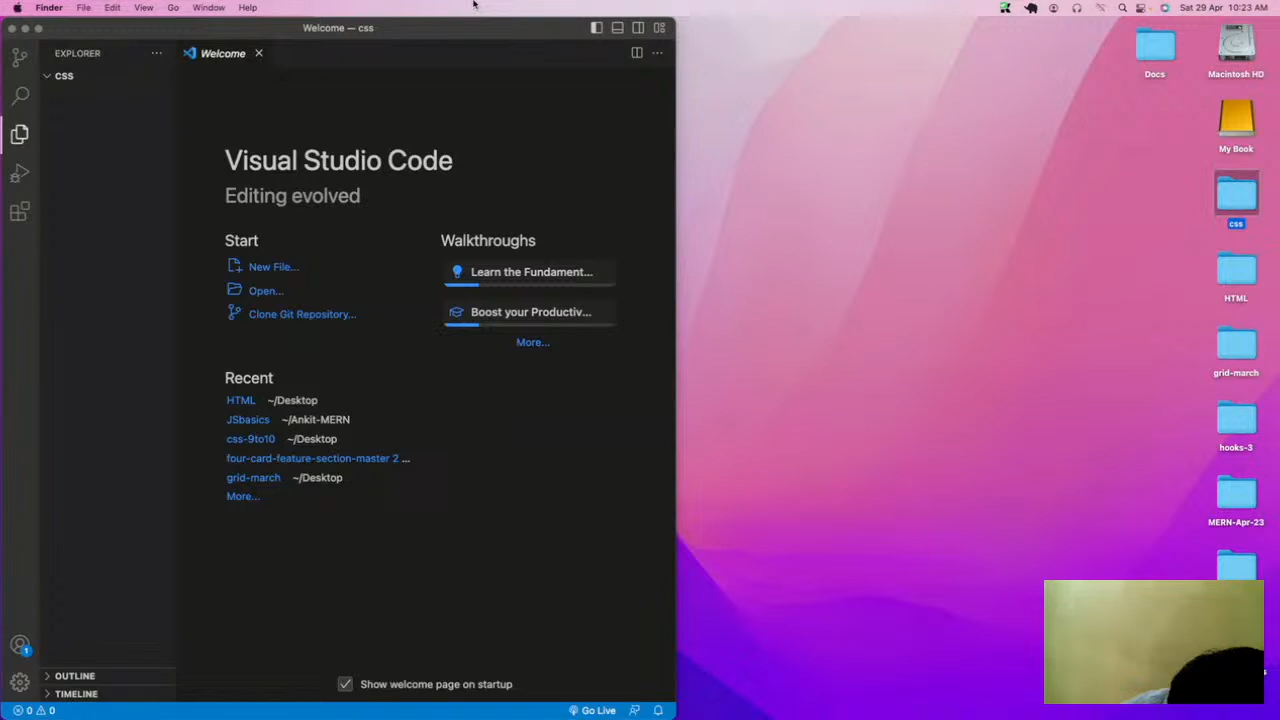 Finder File Edit View Go Window Help
Sat 29 Apr 10:23 AM
Welcome — css
EXPLORER
Welcome
CSS
Visual Studio Code
Editing evolved
Start
New File...
Open...
Clone Git Repository...
Walkthroughs
Learn the Fundament...
Boost your Productiv...
More...
Recent
HTML ~/Desktop
JSbasics ~/Ankit-MERN
css-9to10 ~/Desktop
four-card-feature-section-master 2 ...
grid-march ~/Desktop
More...
Show welcome page on startup
1
OUTLINE
TIMELINE
0 0
Go Live
Docs
Macintosh HD
My Book
css
HTML
grid-march
hooks-3
MERN-Apr-23